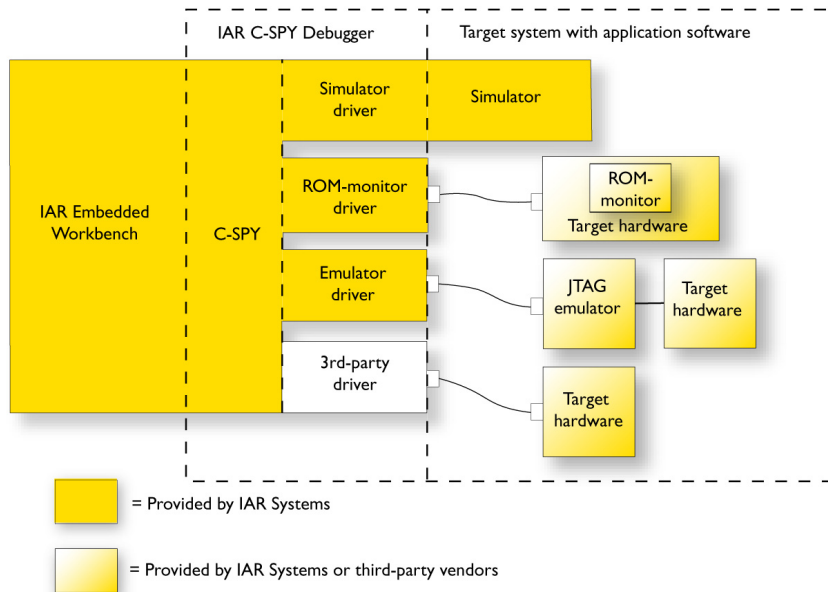 IAR C-SPY Debugger
Target system with application software
Simulator
driver
Simulator
IAR Embedded
Workbench
C-SPY
ROM-monitor
driver
ROM-
monitor
Target hardware
Emulator
driver
JTAG
emulator
Target
hardware
3rd-party
driver
Target
hardware
= Provided by IAR Systems
= Provided by IAR Systems or third-party vendors